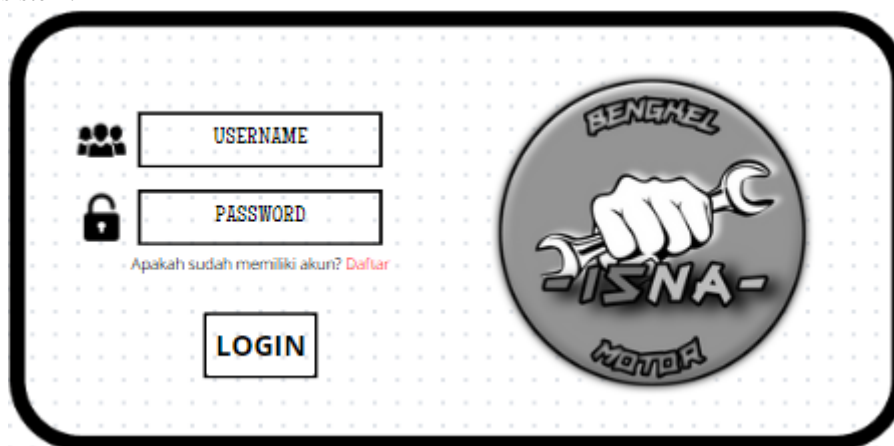 USERNAME
PASSWORD
Apakah sudah memiliki akun? Daftar
LOGIN
BENGHEL
-ISNA-
MOTOR